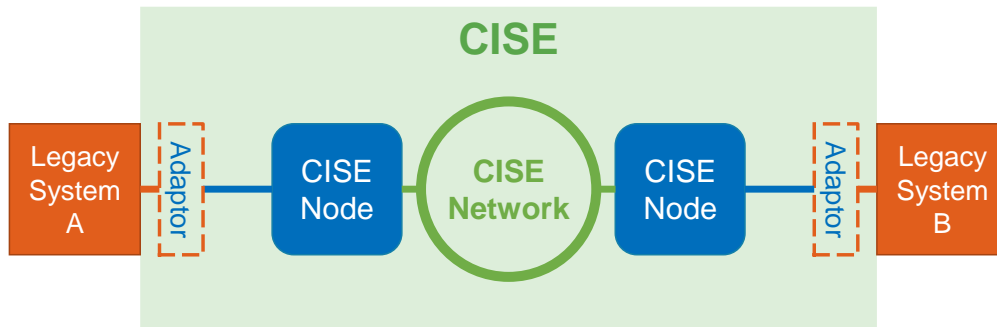 CISE
Legacy
System
A
Adaptor
CISE
Node
CISE
Network
CISE
Node
Adaptor
Legacy
System
B